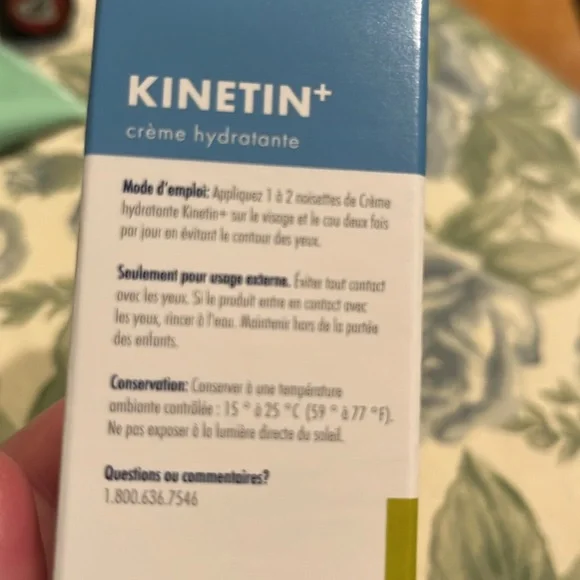 KINETIN+
crème hydratante
Mode d'emploi: Appliquez 1 à 2 noisettes de Crème
hydratante Kinetin+ sur le visage et le cou deux fois
par jour en évitant le contour des yeux.
Seulement pour usage externe. Éviter tout contact
avec les yeux. Si le produit entre en contact avec
les yeux, rincer à l'eau. Maintenir hors de la portée
des enfants.
Conservation: Conserver à une température
ambiante contrôlée : 15 ° à 25 °C (59 ° à 77 °F).
Ne pas exposer à la lumière directe du soleil.
Questions ou commentaires?
1.800.636.7546